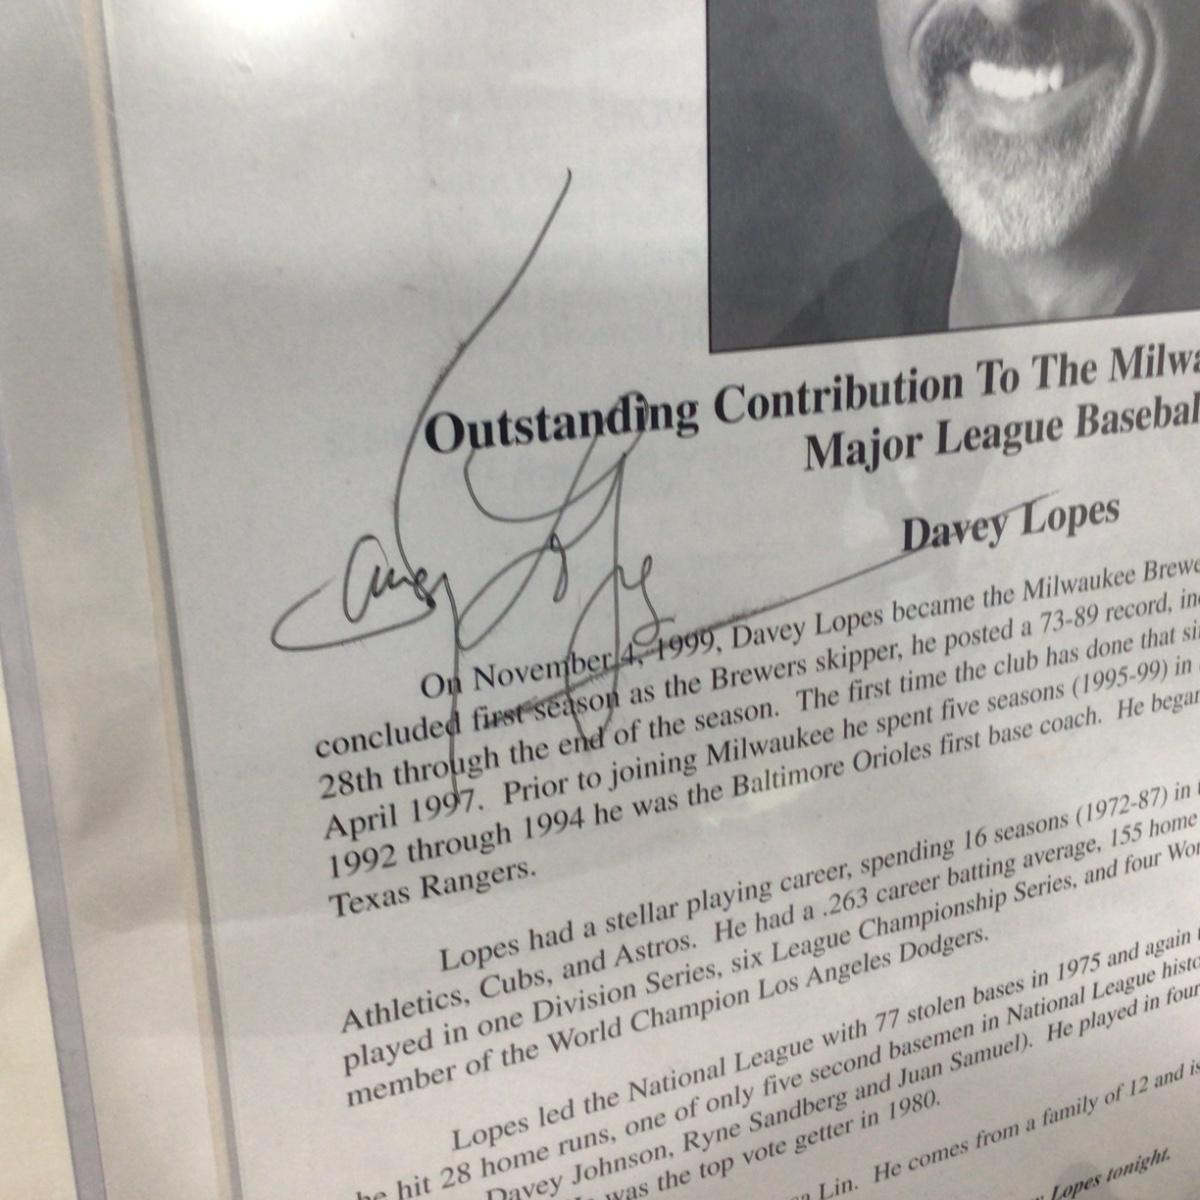 Outstanding Contribution To The Milwa
Major League Basebal
Davey Lopes
Davey Lopes
On November 4, 1999, Davey Lopes became the Milwaukee Brewe
concluded first season as the Brewers skipper, he posted a 73-89 record, inc
28th through the end of the season. The first time the club has done that si
April 1997. Prior to joining Milwaukee he spent five seasons (1995-99) in
1992 through 1994 he was the Baltimore Orioles first base coach. He began
Texas Rangers.
Lopes had a stellar playing career, spending 16 seasons (1972-87) in
Athletics, Cubs, and Astros. He had a .263 career batting average, 155 home
played in one Division Series, six League Championship Series, and four Wor
member of the World Champion Los Angeles Dodgers.
Lopes led the National League with 77 stolen bases in 1975 and again
he hit 28 home runs, one of only five second basemen in National League histo
Davey Johnson, Ryne Sandberg and Juan Samuel). He played in four
was the top vote getter in 1980.
Lin. He comes from a family of 12 and is
Lopes tonight.